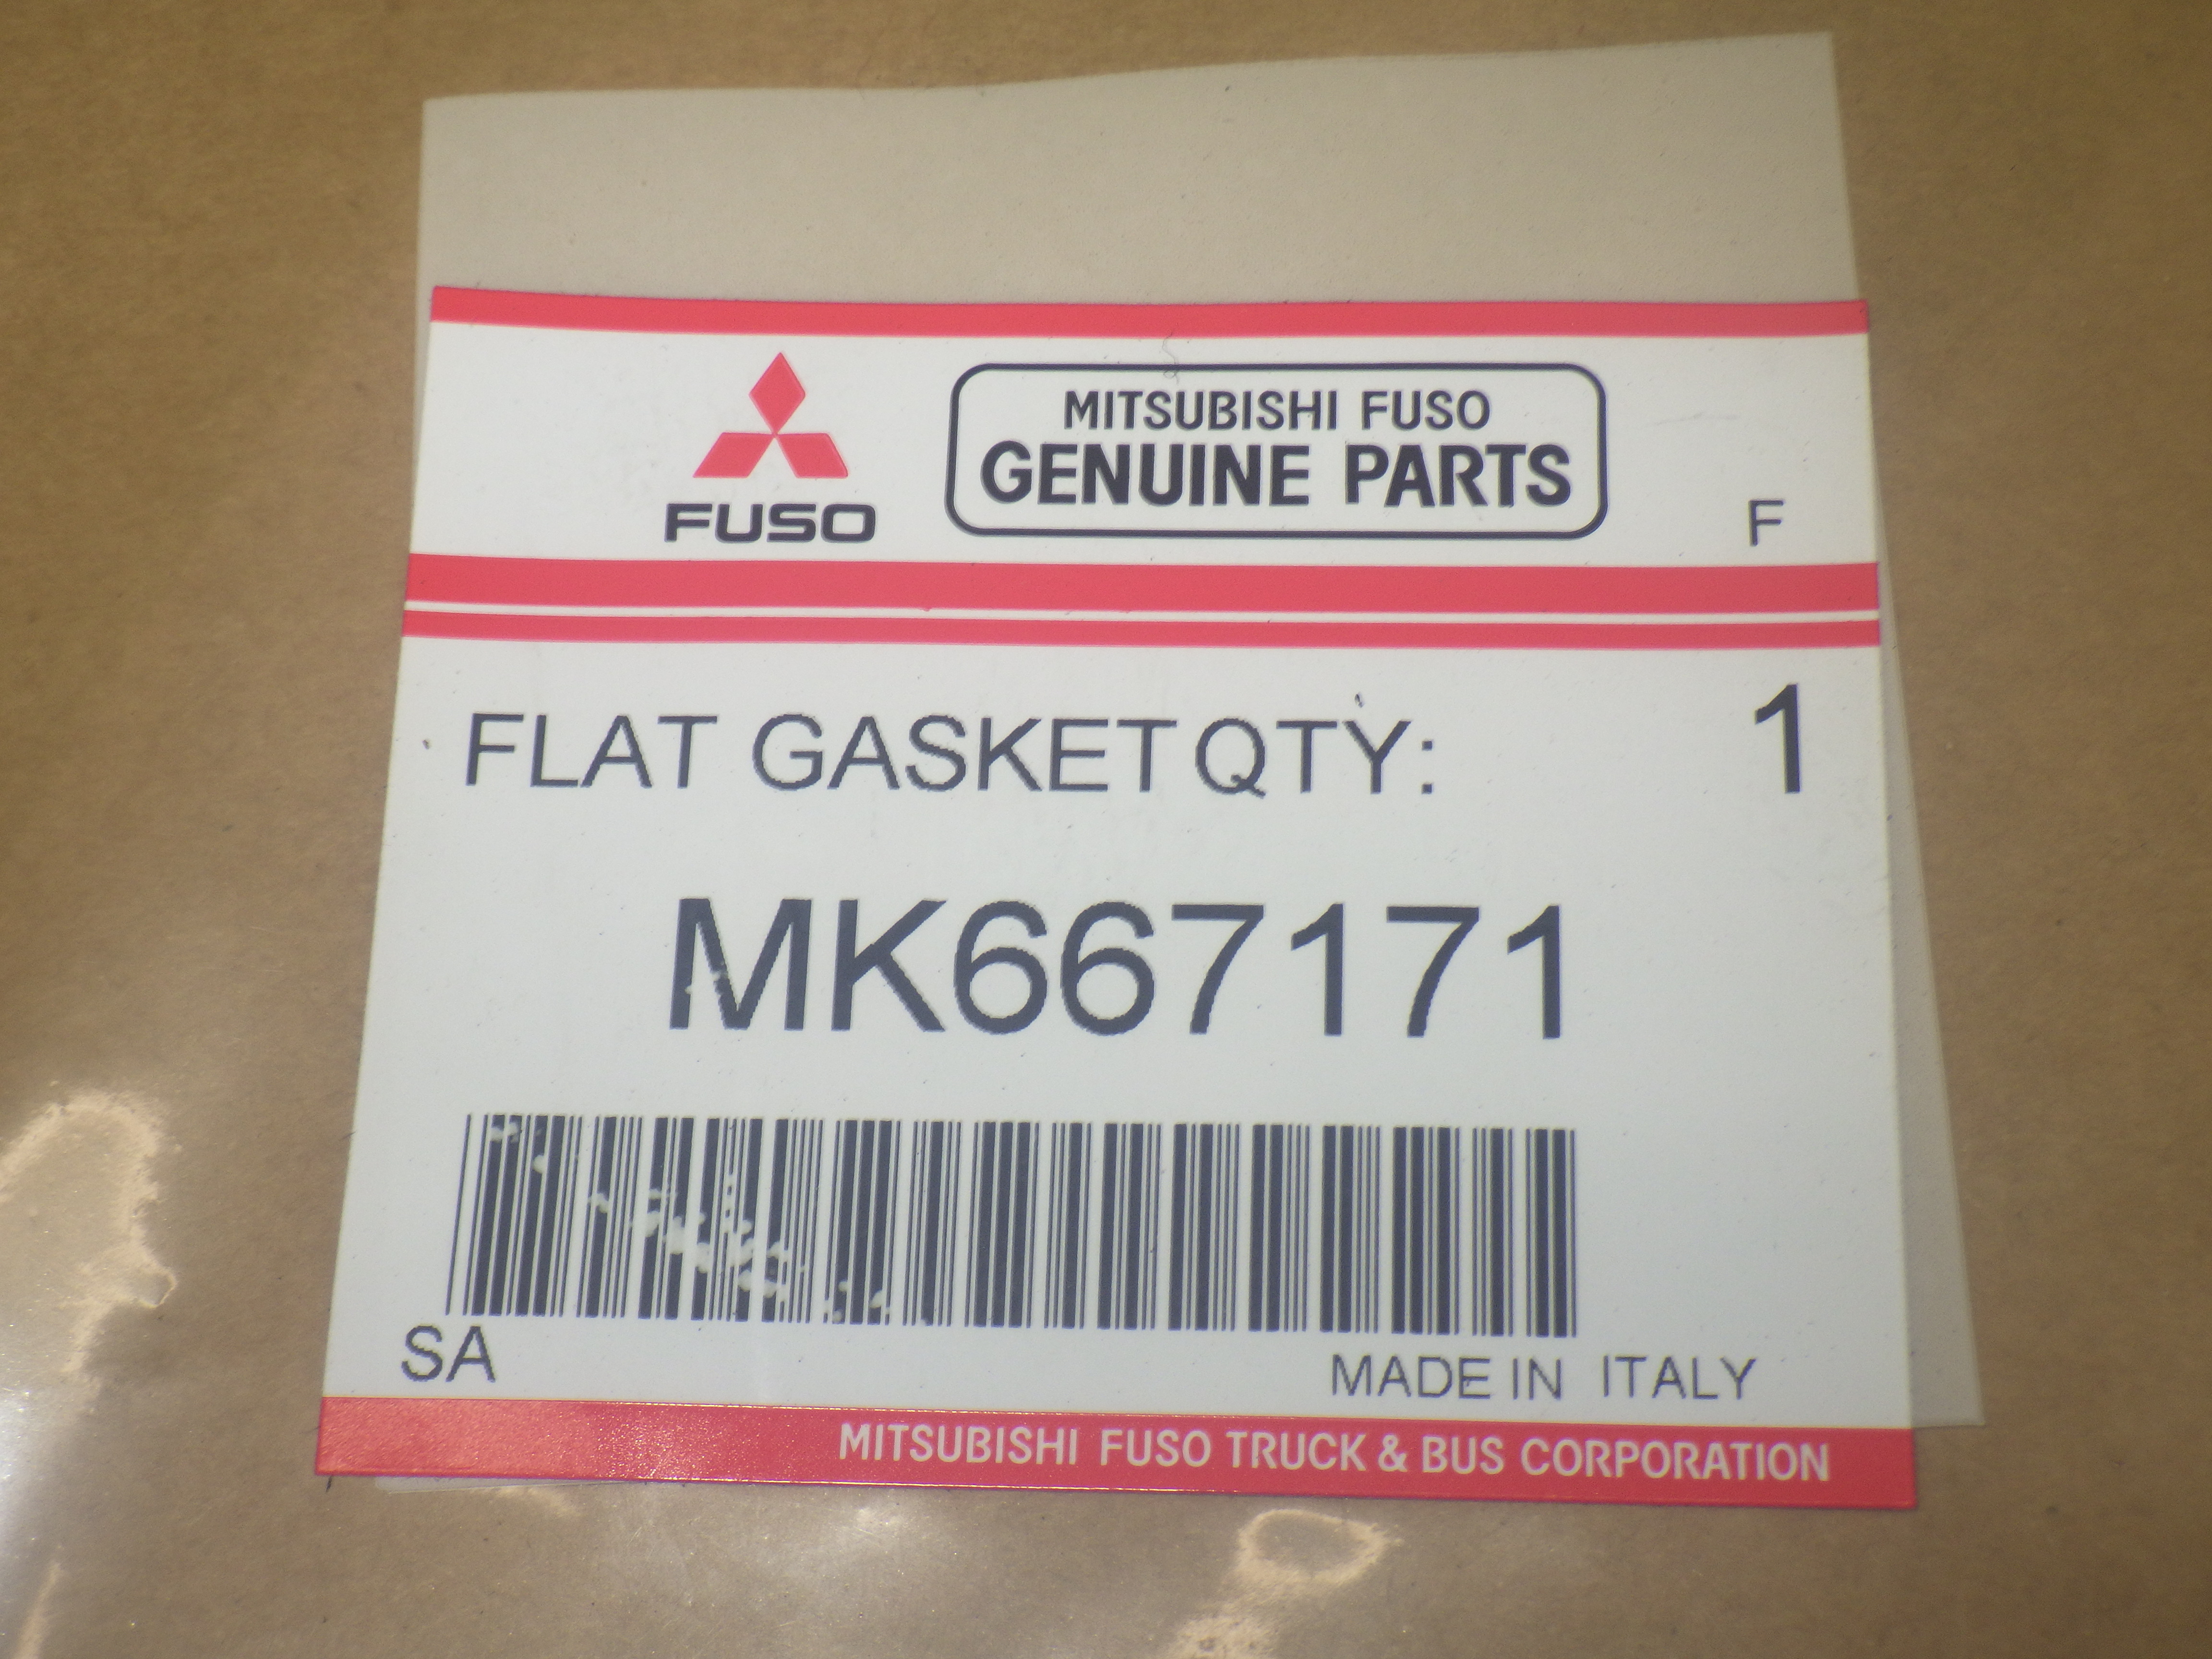 MITSUBISHI FUSO
GENUINE PARTS
FUSO
F
FLAT GASKET QTY: 1
MK667171
SA
MADE IN ITALY
MITSUBISHI FUSO TRUCK & BUS CORPORATION